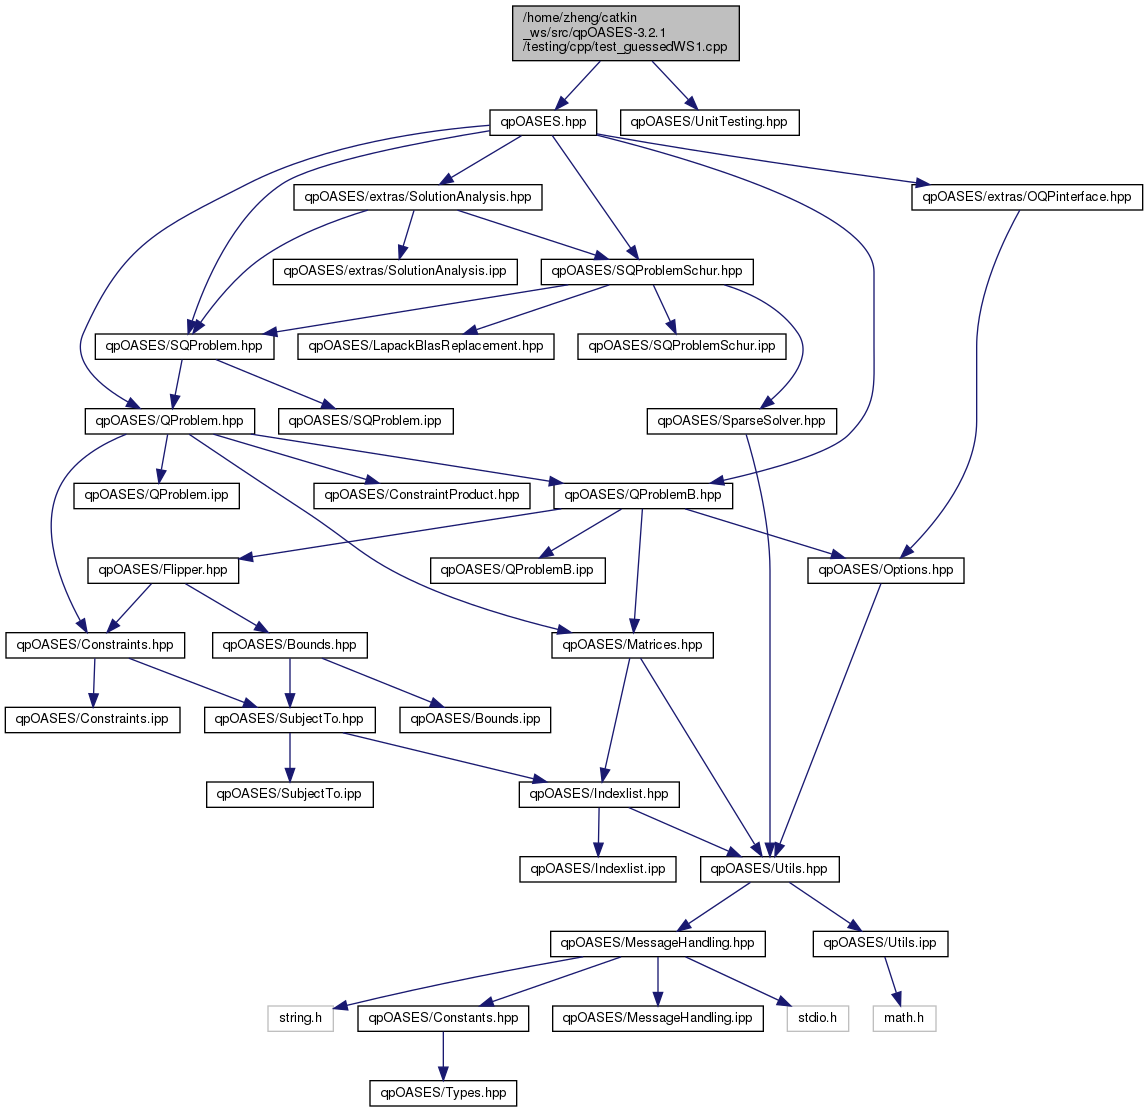 /home/zheng/catkin
_ws/src/qpOASES-3.2.1
/testing/cpp/test_guessedWS1.cpp
qpOASES.hpp
qpOASES/UnitTesting.hpp
qpOASES/extras/SolutionAnalysis.hpp
qpOASES/extras/OQPinterface.hpp
qpOASES/extras/SolutionAnalysis.ipp
qpOASES/SQProblemSchur.hpp
qpOASES/SQProblem.hpp
qpOASES/LapackBlasReplacement.hpp
qpOASES/SQProblemSchur.ipp
qpOASES/QProblem.hpp
qpOASES/SQProblem.ipp
qpOASES/SparseSolver.hpp
qpOASES/QProblem.ipp
qpOASES/ConstraintProduct.hpp
qpOASES/QProblemB.hpp
qpOASES/Flipper.hpp
qpOASES/QProblemB.ipp
qpOASES/Options.hpp
qpOASES/Constraints.hpp
qpOASES/Bounds.hpp
qpOASES/Matrices.hpp
qpOASES/Constraints.ipp
qpOASES/SubjectTo.hpp
qpOASES/Bounds.ipp
qpOASES/SubjectTo.ipp
qpOASES/Indexlist.hpp
qpOASES/Indexlist.ipp
qpOASES/Utils.hpp
qpOASES/MessageHandling.hpp
qpOASES/Utils.ipp
string.h
qpOASES/Constants.hpp
qpOASES/MessageHandling.ipp
stdio.h
math.h
qpOASES/Types.hpp